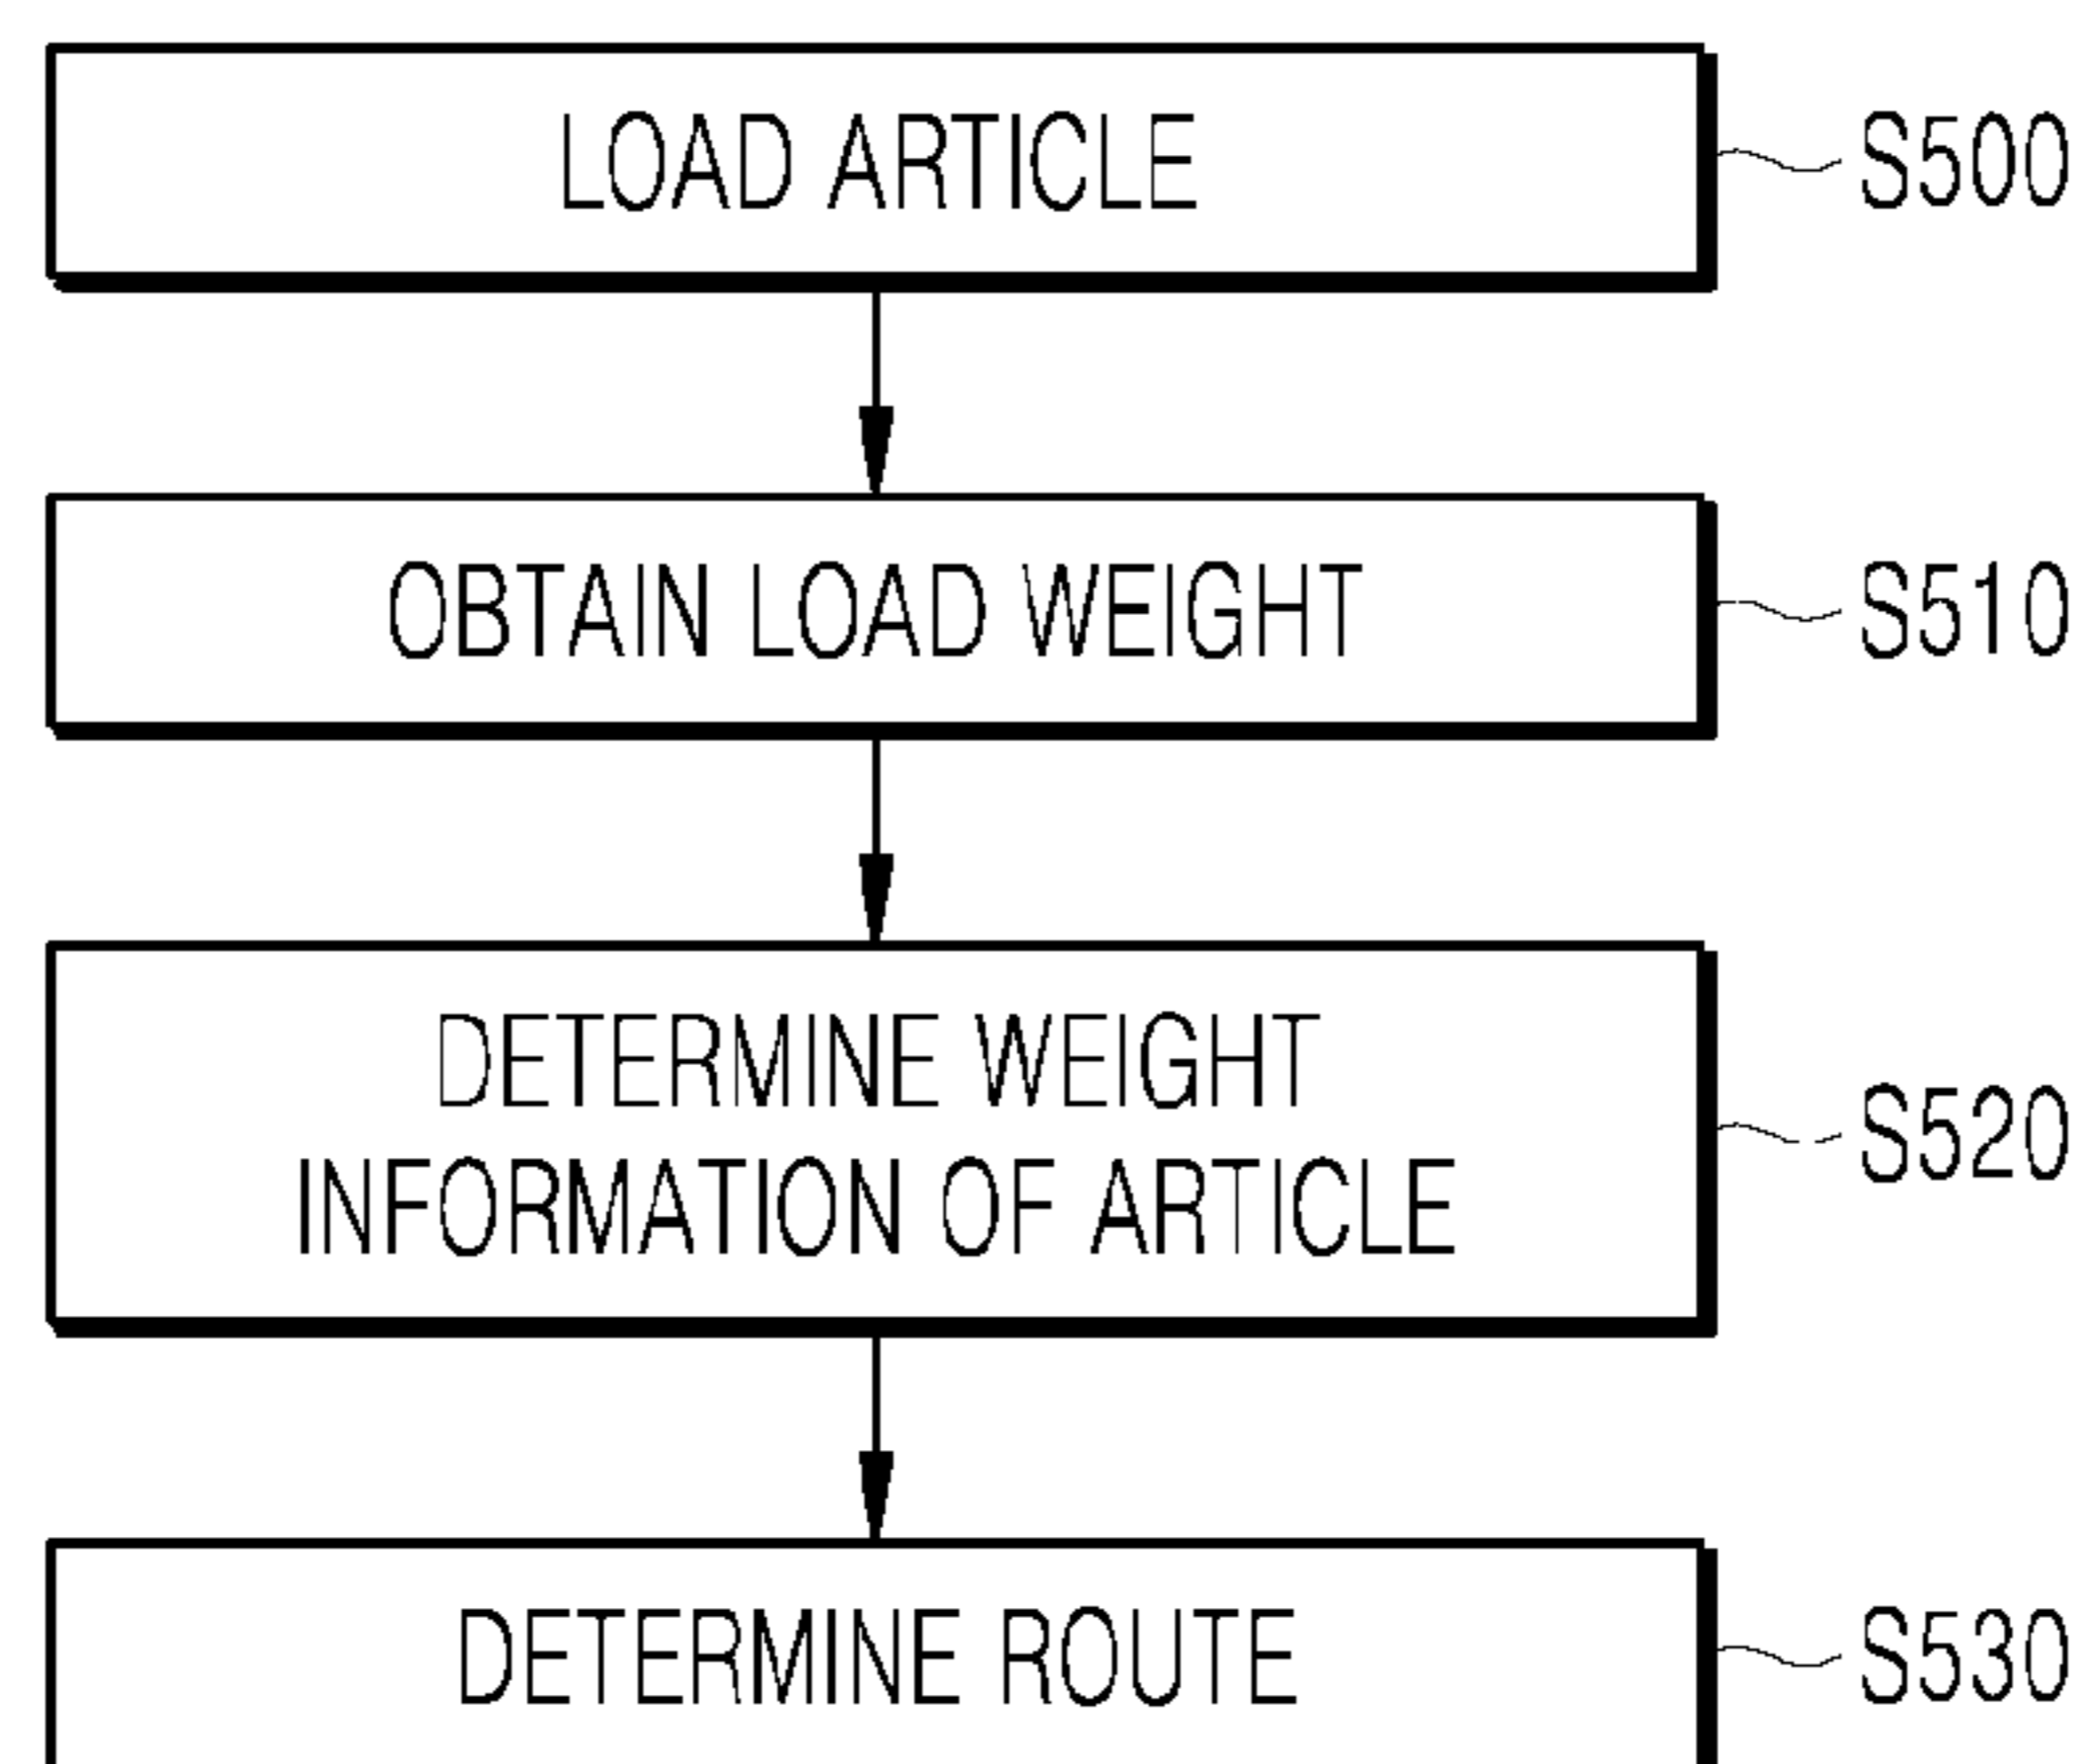 LOAD ARTICLE
S500
OBTAIN LOAD WEIGHT
S510
DETERMINE WEIGHT
INFORMATION OF ARTICLE
S520
DETERMINE ROUTE
S530